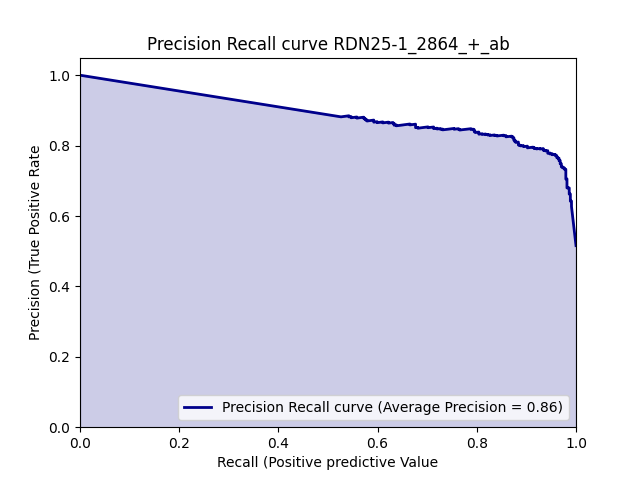 Precision Recall curve RDN25-1_2864_+_ab
Precision (True Positive Rate
1.0
0.8
0.6
0.4
0.2
0.0
Precision Recall curve (Average Precision = 0.86)
0.0 0.2 0.4 0.6 0.8 1.0
Recall (Positive predictive Value